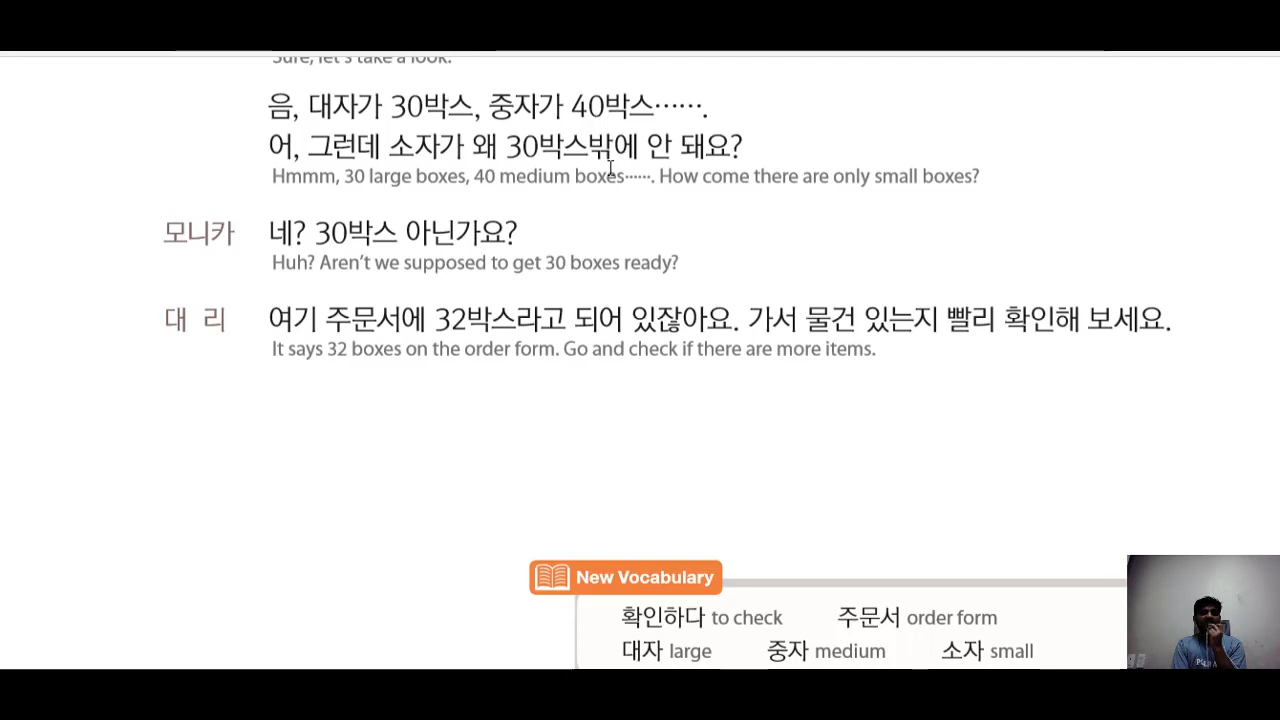 Sure, let's take a look.
음, 대자가 30박스, 중자가 40박스…….
어, 그런데 소자가 왜 30박스밖에 안 돼요?
Hmmm, 30 large boxes, 40 medium boxes……. How come there are only small boxes?
모니카 네? 30박스 아닌가요?
Huh? Aren't we supposed to get 30 boxes ready?
대 리 여기 주문서에 32박스라고 되어 있잖아요. 가서 물건 있는지 빨리 확인해 보세요.
It says 32 boxes on the order form. Go and check if there are more items.
New Vocabulary
확인하다 to check 주문서 order form
대자 large 중자 medium 소자 small